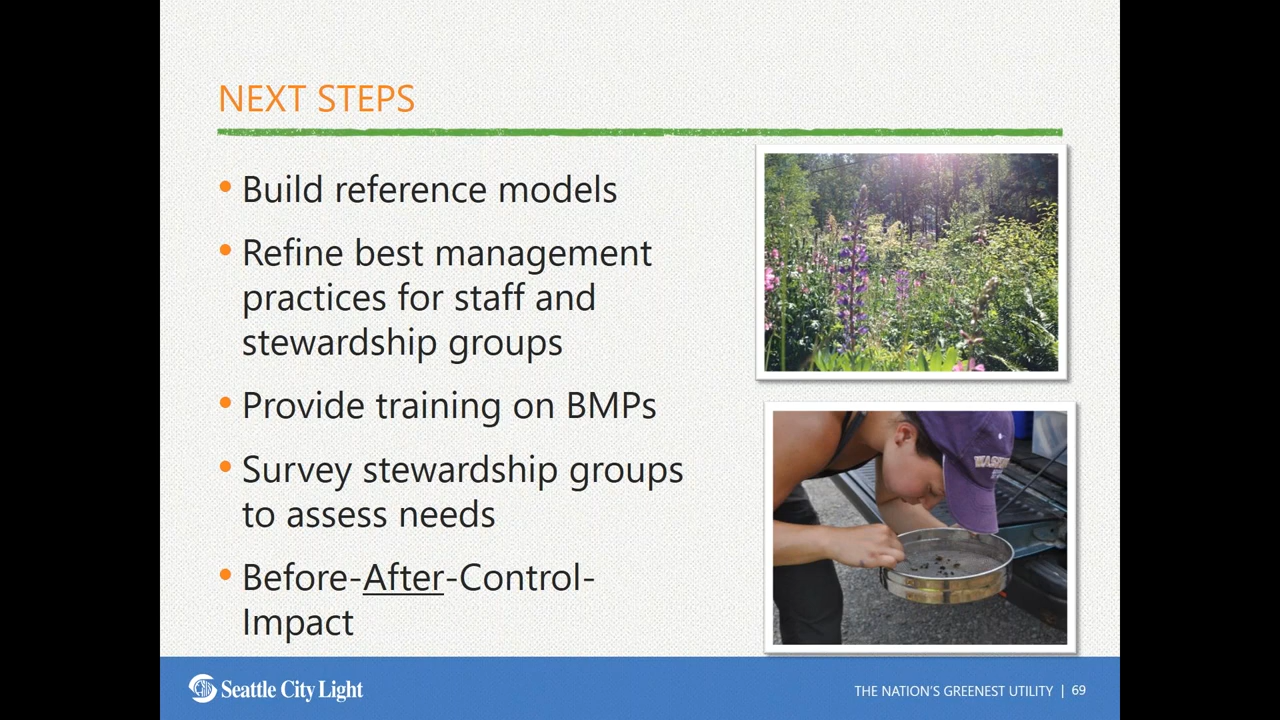 NEXT STEPS
• Build reference models
• Refine best management
practices for staff and
stewardship groups
• Provide training on BMPs
• Survey stewardship groups
to assess needs
• Before-After-Control-
Impact
Seattle City Light
THE NATION'S GREENEST UTILITY | 69